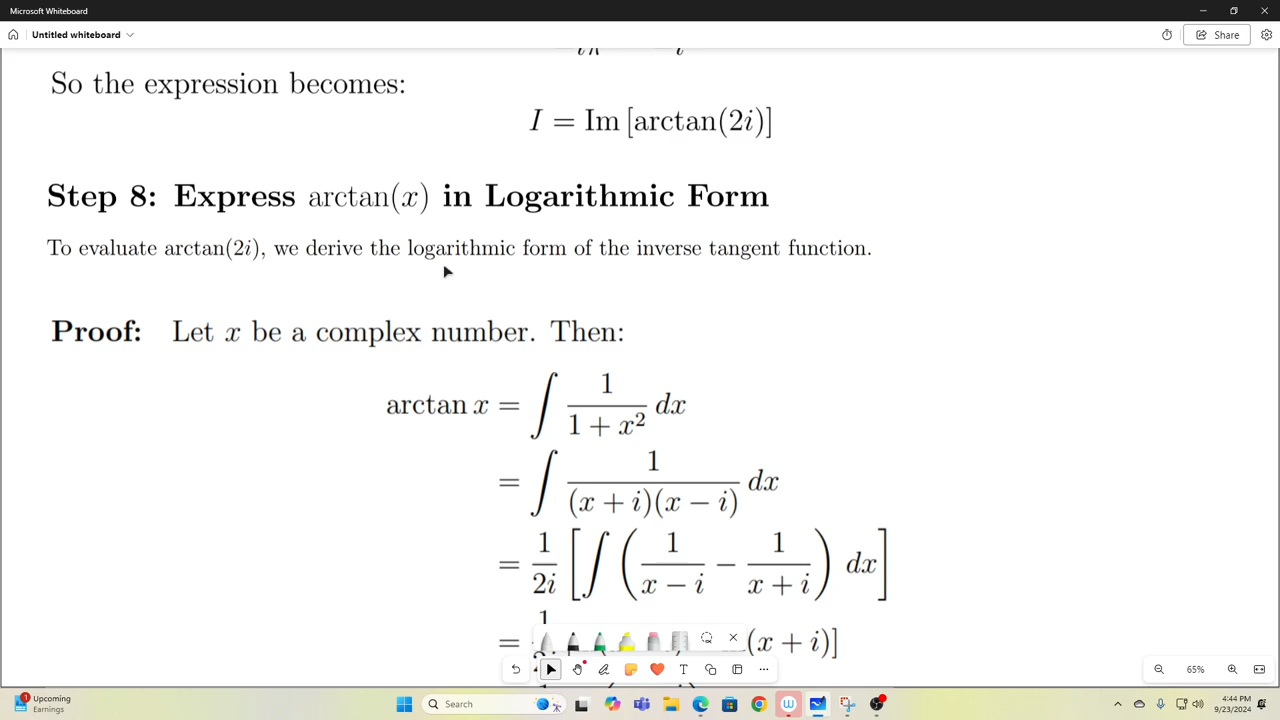 Microsoft Whiteboard
Untitled whiteboard
Share
So the expression becomes:
I = Im [arctan(2i)]
Step 8: Express arctan(x) in Logarithmic Form
To evaluate arctan(2i), we derive the logarithmic form of the inverse tangent function.
Proof: Let x be a complex number. Then:
arctan x = ∫ 1/(1 + x²) dx
= ∫ 1/((x + i)(x − i)) dx
= 1/2i [∫ (1/(x − i) − 1/(x + i)) dx]
= (x + i)]
T
65%
1
Upcoming
Earnings
Search
4:44 PM
9/23/2024